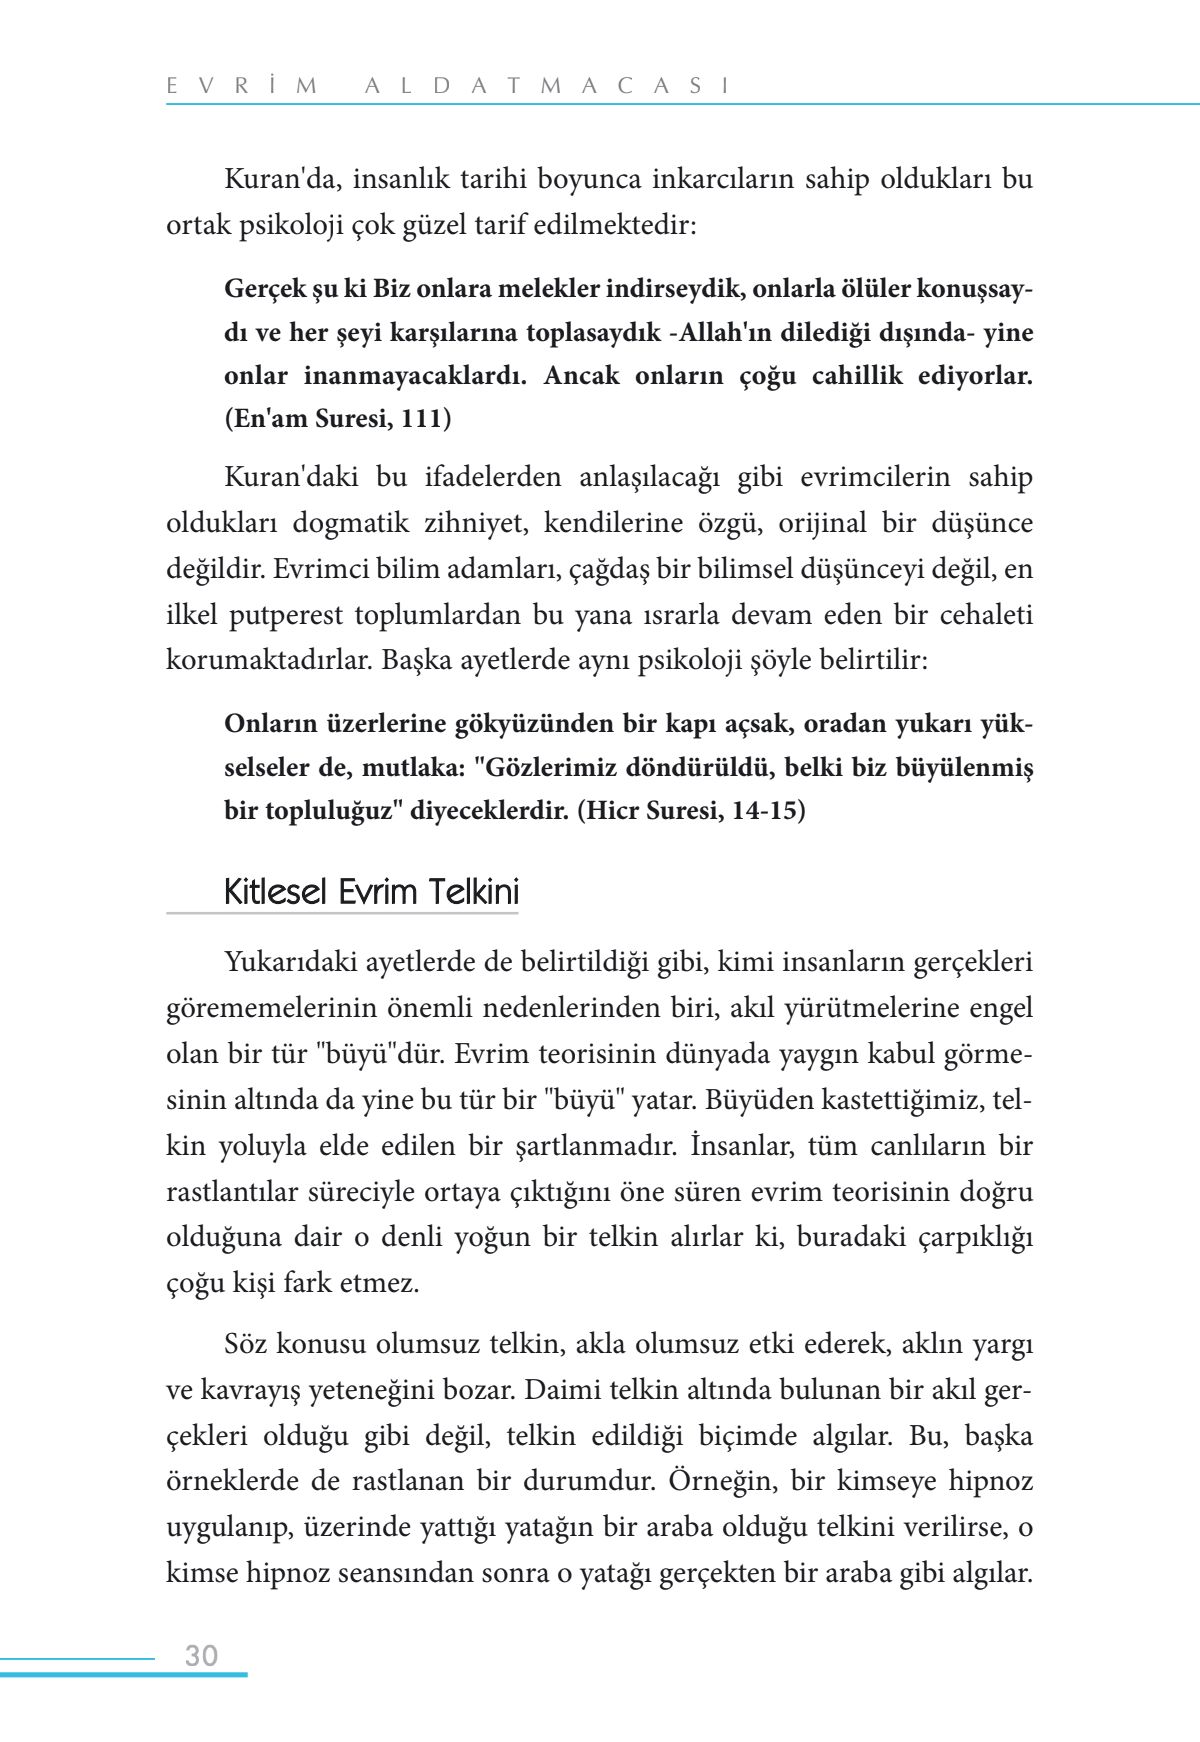 EVRİM ALDATMACASI
Kuran'da, insanlık tarihi boyunca inkarcıların sahip oldukları bu
ortak psikoloji çok güzel tarif edilmektedir:
Gerçek şu ki Biz onlara melekler indirseydik, onlarla ölüler konuşsay-
dı ve her şeyi karşılarına toplasaydık -Allah'ın dilediği dışında- yine
onlar inanmayacaklardı. Ancak onların çoğu cahillik ediyorlar.
(En'am Suresi, 111)
Kuran'daki bu ifadelerden anlaşılacağı gibi evrimcilerin sahip
oldukları dogmatik zihniyet, kendilerine özgü, orijinal bir düşünce
değildir. Evrimci bilim adamları, çağdaş bir bilimsel düşünceyi değil, en
ilkel putperest toplumlardan bu yana ısrarla devam eden bir cehaleti
korumaktadırlar. Başka ayetlerde aynı psikoloji şöyle belirtilir:
Onların üzerlerine gökyüzünden bir kapı açsak, oradan yukarı yük-
selseler de, mutlaka: "Gözlerimiz döndürüldü, belki biz büyülenmiş
bir topluluğuz" diyeceklerdir. (Hicr Suresi, 14-15)
Kitlesel Evrim Telkini
Yukarıdaki ayetlerde de belirtildiği gibi, kimi insanların gerçekleri
görememelerinin önemli nedenlerinden biri, akıl yürütmelerine engel
olan bir tür "büyü"dür. Evrim teorisinin dünyada yaygın kabul görme-
sinin altında da yine bu tür bir "büyü" yatar. Büyüden kastettiğimiz, tel-
kin yoluyla elde edilen bir şartlanmadır. İnsanlar, tüm canlıların bir
rastlantılar süreciyle ortaya çıktığını öne süren evrim teorisinin doğru
olduğuna dair o denli yoğun bir telkin alırlar ki, buradaki çarpıklığı
çoğu kişi fark etmez.
Söz konusu olumsuz telkin, akla olumsuz etki ederek, aklın yargı
ve kavrayış yeteneğini bozar. Daimi telkin altında bulunan bir akıl ger-
çekleri olduğu gibi değil, telkin edildiği biçimde algılar. Bu, başka
örneklerde de rastlanan bir durumdur. Örneğin, bir kimseye hipnoz
uygulanıp, üzerinde yattığı yatağın bir araba olduğu telkini verilirse, o
kimse hipnoz seansından sonra o yatağı gerçekten bir araba gibi algılar.
30